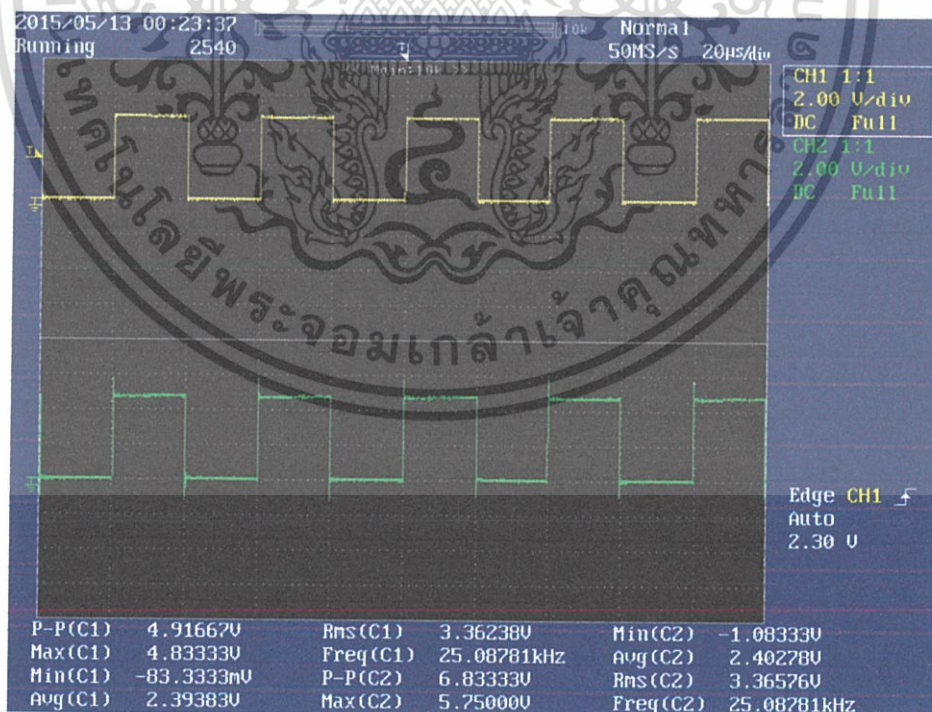 2015/05/13 00:23:37 10k Normal
Running 2540 50MS/s 20µs/div
Main:10k
CH1 1:1
2.00 V/div
DC Full
CH2 1:1
2.00 V/div
DC Full
T
Edge CH1
Auto
2.30 V
P-P(C1) 4.91667V Rms(C1) 3.36238V Min(C2) -1.08333V
Max(C1) 4.83333V Freq(C1) 25.08781kHz Avg(C2) 2.40278V
Min(C1) -83.3333mV P-P(C2) 6.83333V Rms(C2) 3.36576V
Avg(C1) 2.39383V Max(C2) 5.75000V Freq(C2) 25.08781kHz
เทคโนโลยีพระจอมเกล้าเจ้าคุณทหาร